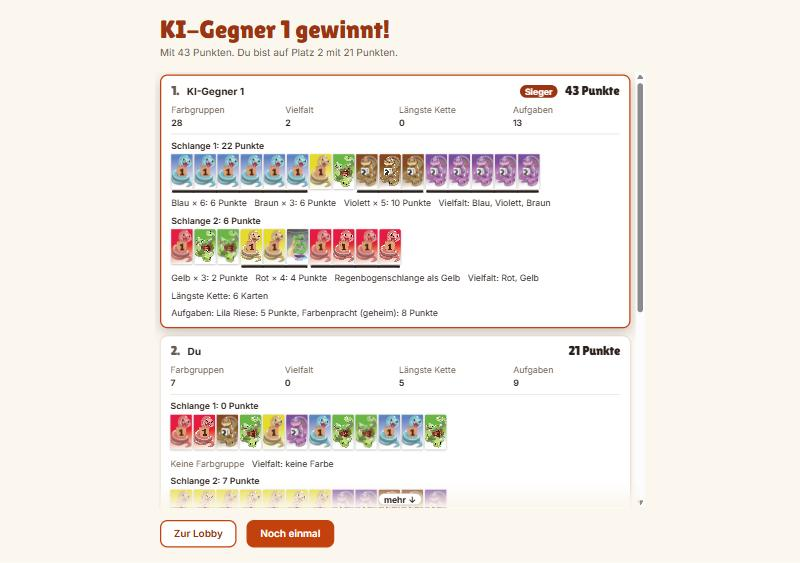 KI-Gegner 1 gewinnt!
Mit 43 Punkten. Du bist auf Platz 2 mit 21 Punkten.
1. KI-Gegner 1 Sieger 43 Punkte
Farbgruppen Vielfalt Längste Kette Aufgaben
28 2 0 13
Schlange 1: 22 Punkte
Blau × 6: 6 Punkte Braun × 3: 6 Punkte Violett × 5: 10 Punkte Vielfalt: Blau, Violett, Braun
Schlange 2: 6 Punkte
Gelb × 3: 2 Punkte Rot × 4: 4 Punkte Regenbogenschlange als Gelb Vielfalt: Rot, Gelb
Längste Kette: 6 Karten
Aufgaben: Lila Riese: 5 Punkte, Farbenpracht (geheim): 8 Punkte
2. Du 21 Punkte
Farbgruppen Vielfalt Längste Kette Aufgaben
7 0 5 9
Schlange 1: 0 Punkte
Keine Farbgruppe Vielfalt: keine Farbe
Schlange 2: 7 Punkte
mehr ↓
Zur Lobby Noch einmal